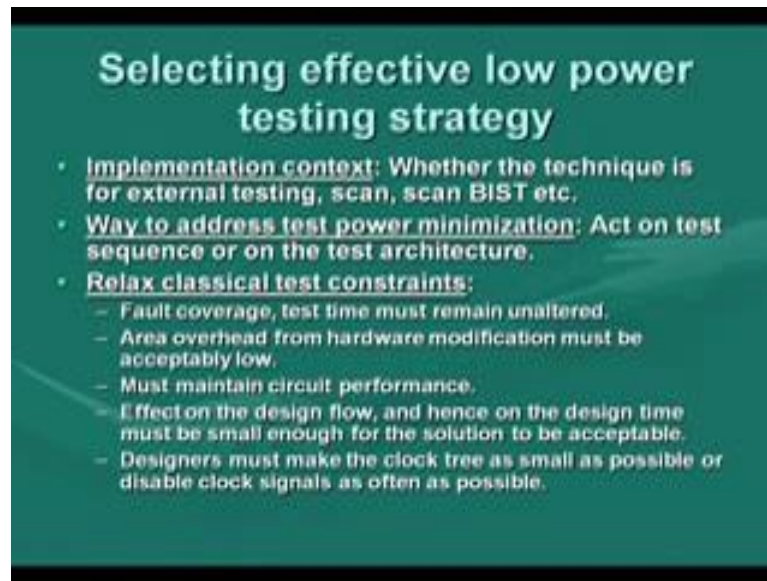 Selecting effective low power
testing strategy
• Implementation context: Whether the technique is
for external testing, scan, scan BIST etc.
• Way to address test power minimization: Act on test
sequence or on the test architecture.
• Relax classical test constraints:
– Fault coverage, test time must remain unaltered.
– Area overhead from hardware modification must be
acceptably low.
– Must maintain circuit performance.
– Effect on the design flow, and hence on the design time
must be small enough for the solution to be acceptable.
– Designers must make the clock tree as small as possible or
disable clock signals as often as possible.